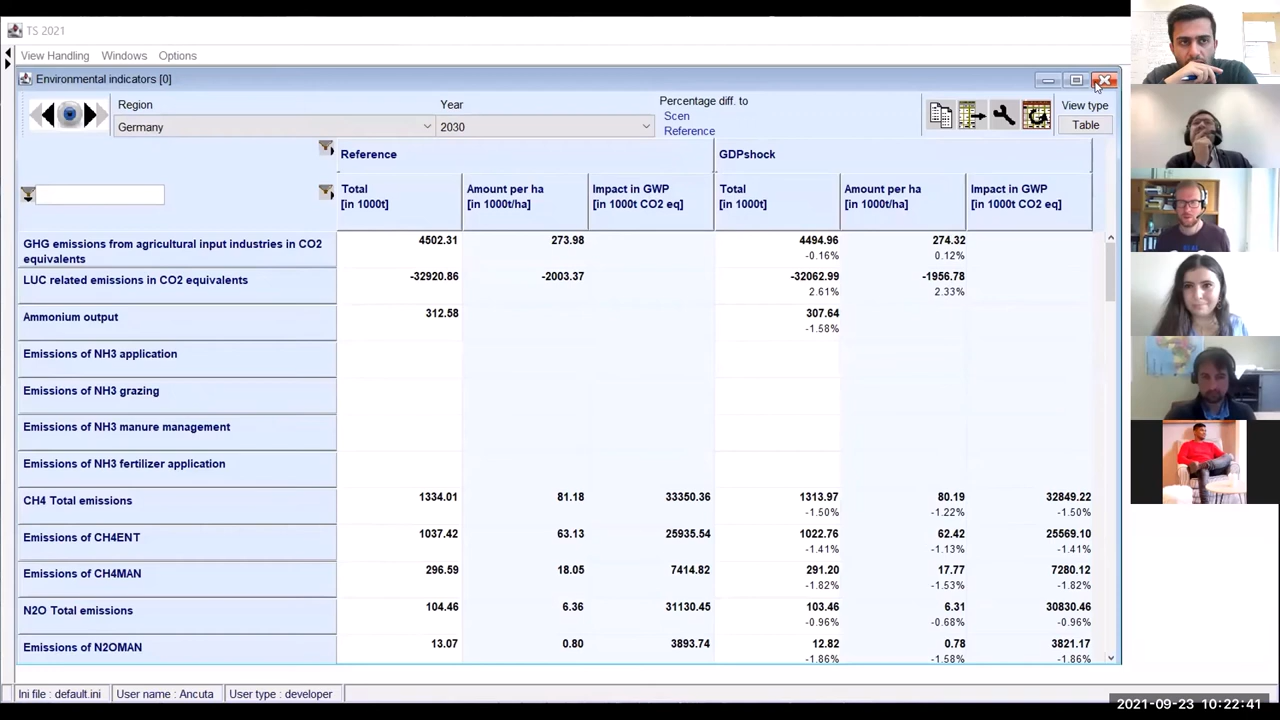 TS 2021
View Handling Windows Options
Environmental indicators [0]
Region
Germany
Year
2030
Percentage diff. to
Scen
Reference
View type
Table
Reference GDPshock
Total [in 1000t] Amount per ha [in 1000t/ha] Impact in GWP [in 1000t CO2 eq] Total [in 1000t] Amount per ha [in 1000t/ha] Impact in GWP [in 1000t CO2 eq]
GHG emissions from agricultural input industries in CO2 equivalents 4502.31 273.98 4494.96 274.32
-0.16% 0.12%
LUC related emissions in CO2 equivalents -32920.86 -2003.37 -32062.99 -1956.78
2.61% 2.33%
Ammonium output 312.58 307.64
-1.58%
Emissions of NH3 application
Emissions of NH3 grazing
Emissions of NH3 manure management
Emissions of NH3 fertilizer application
CH4 Total emissions 1334.01 81.18 33350.36 1313.97 80.19 32849.22
-1.50% -1.22% -1.50%
Emissions of CH4ENT 1037.42 63.13 25935.54 1022.76 62.42 25569.10
-1.41% -1.13% -1.41%
Emissions of CH4MAN 296.59 18.05 7414.82 291.20 17.77 7280.12
-1.82% -1.53% -1.82%
N2O Total emissions 104.46 6.36 31130.45 103.46 6.31 30830.46
-0.96% -0.68% -0.96%
Emissions of N2OMAN 13.07 0.80 3893.74 12.82 0.78 3821.17
-1.86% -1.58% -1.86%
Ini file : default.ini User name : Ancuta User type : developer
2021-09-23 10:22:41